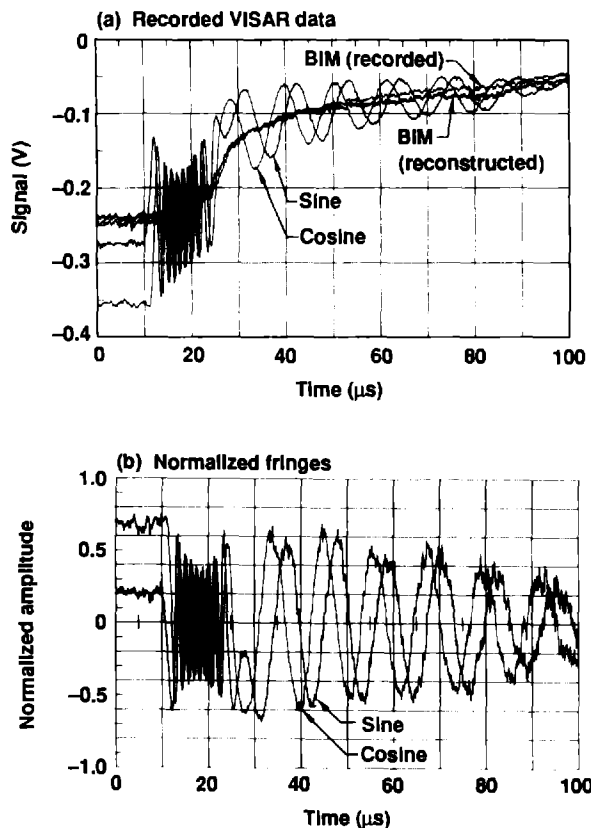 (a) Recorded VISAR data
0
BIM (recorded)
–0.1
BIM
(reconstructed)
Signal (V)
–0.2
Sine
Cosine
–0.3
–0.4
0 20 40 60 80 100
Time (μs)
(b) Normalized fringes
1.0
0.5
Normalized amplitude
0
–0.5
Sine
Cosine
–1.0
0 20 40 60 80 100
Time (μs)